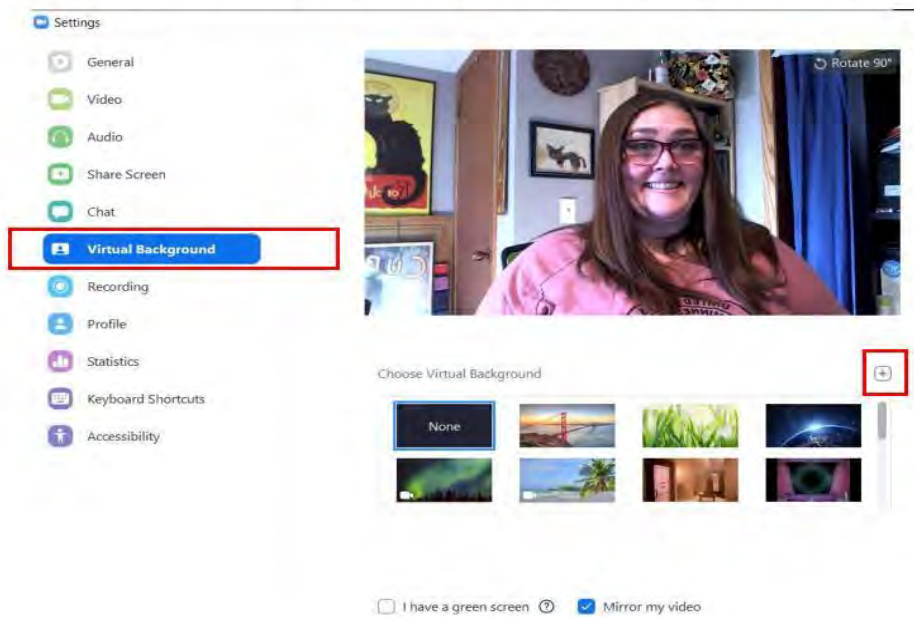 Settings
General
Video
Audio
Share Screen
Chat
Virtual Background
Recording
Profile
Statistics
Keyboard Shortcuts
Accessibility
Rotate 90°
Choose Virtual Background
None
I have a green screen
Mirror my video